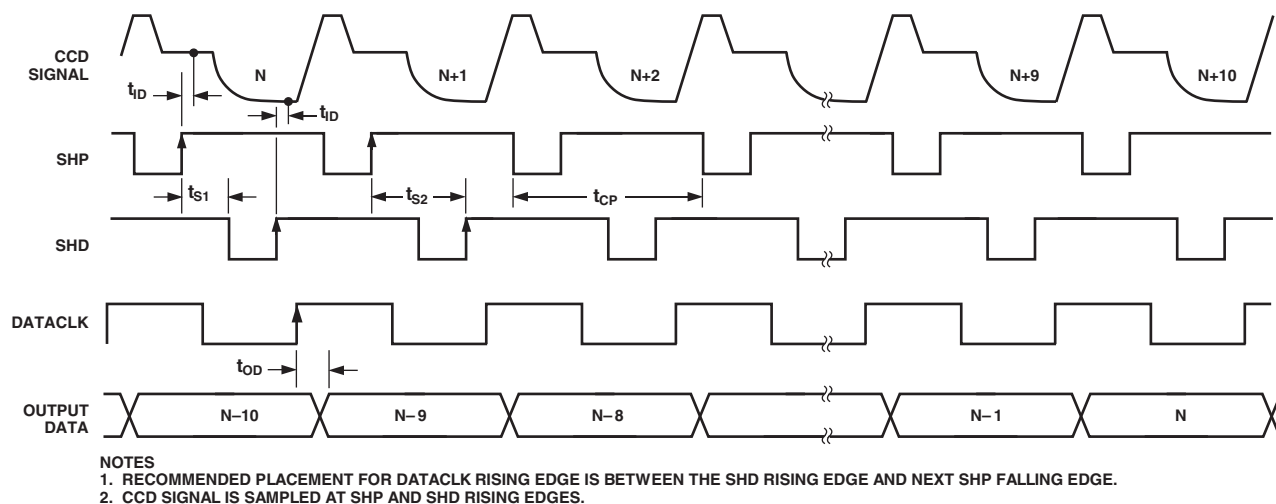 CCD
SIGNAL
N
N+1
N+2
N+9
N+10
tID
tID
SHP
tS1
tS2
tCP
SHD
DATACLK
tOD
OUTPUT
DATA
N–10
N–9
N–8
N–1
N
NOTES
1. RECOMMENDED PLACEMENT FOR DATACLK RISING EDGE IS BETWEEN THE SHD RISING EDGE AND NEXT SHP FALLING EDGE.
2. CCD SIGNAL IS SAMPLED AT SHP AND SHD RISING EDGES.